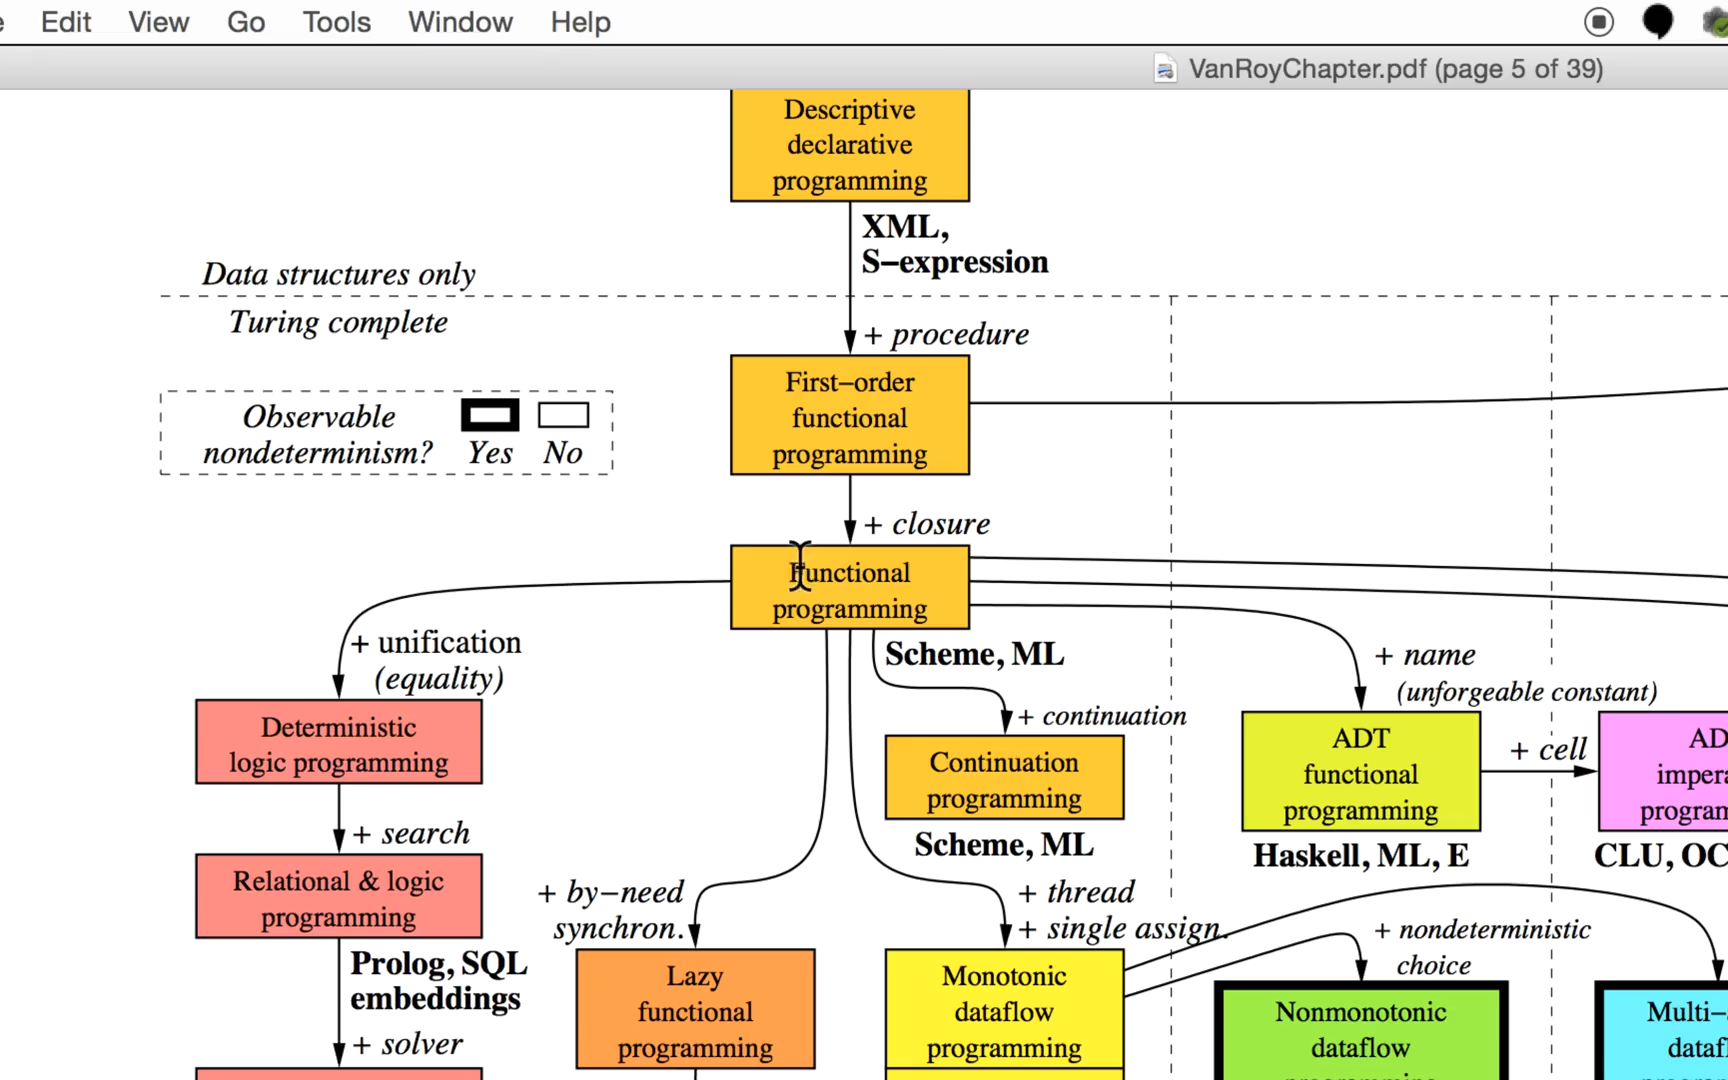 Edit View Go Tools Window Help
VanRoyChapter.pdf (page 5 of 39)
Descriptive
declarative
programming
XML,
S−expression
Data structures only
Turing complete
+ procedure
First−order
functional
programming
Observable
nondeterminism?
Yes No
+ closure
Functional
programming
+ unification
(equality)
Scheme, ML
+ name
(unforgeable constant)
+ continuation
Deterministic
logic programming
Continuation
programming
ADT
functional
programming
+ cell
+ search
Scheme, ML
Haskell, ML, E
CLU,
Relational & logic
programming
+ by−need
synchron.
+ thread
+ single assign.
+ nondeterministic
choice
Prolog, SQL
embeddings
Lazy
functional
programming
Monotonic
dataflow
programming
Nonmonotonic
dataflow
+ solver